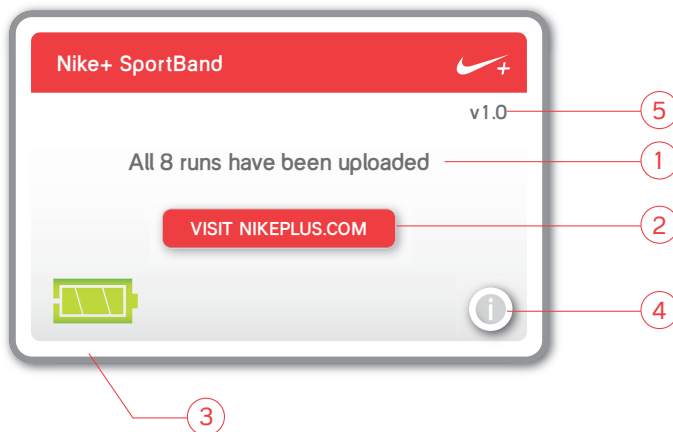 Nike+ SportBand
+
v1.0
5
All 8 runs have been uploaded
1
VISIT NIKEPLUS.COM
2
i
4
3